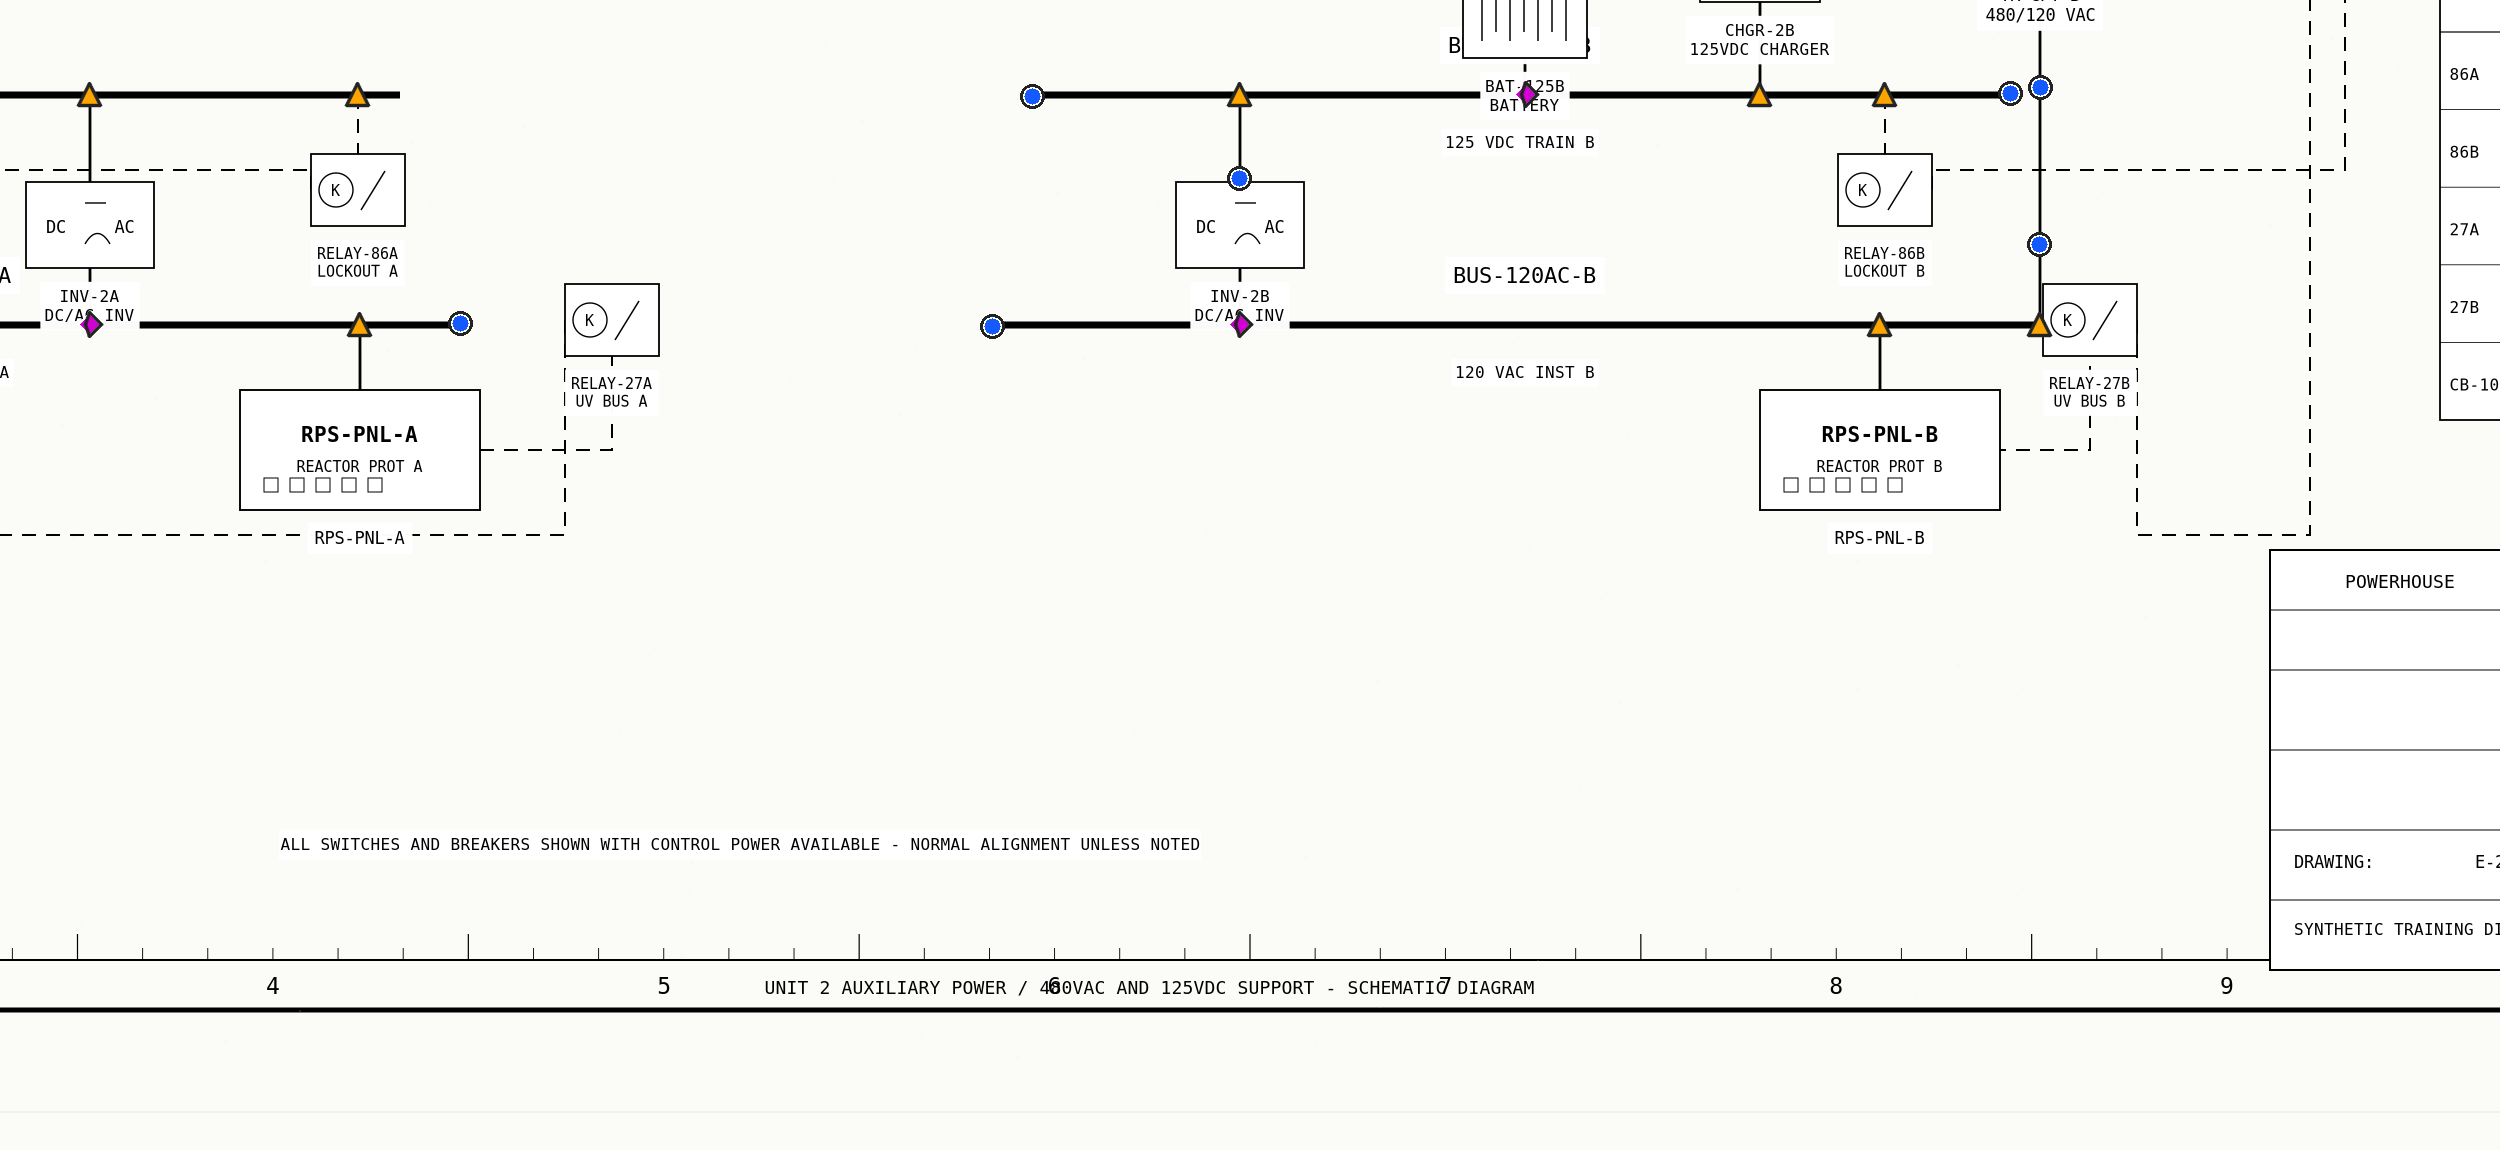 480/120 VAC
CHGR-2B
125VDC CHARGER
B
BAT-125B
BATTERY
125 VDC TRAIN B
86A
86B
27A
27B
CB-10
K
RELAY-86A
LOCKOUT A
DC AC
INV-2A
DC/AC INV
A
A
K
RELAY-27A
UV BUS A
RPS-PNL-A
REACTOR PROT A
RPS-PNL-A
DC AC
INV-2B
DC/AC INV
BUS-120AC-B
120 VAC INST B
K
RELAY-86B
LOCKOUT B
K
RELAY-27B
UV BUS B
RPS-PNL-B
REACTOR PROT B
RPS-PNL-B
POWERHOUSE
DRAWING: E-2
SYNTHETIC TRAINING DI
ALL SWITCHES AND BREAKERS SHOWN WITH CONTROL POWER AVAILABLE - NORMAL ALIGNMENT UNLESS NOTED
4 5 6 7 8 9
UNIT 2 AUXILIARY POWER / 480VAC AND 125VDC SUPPORT - SCHEMATIC DIAGRAM